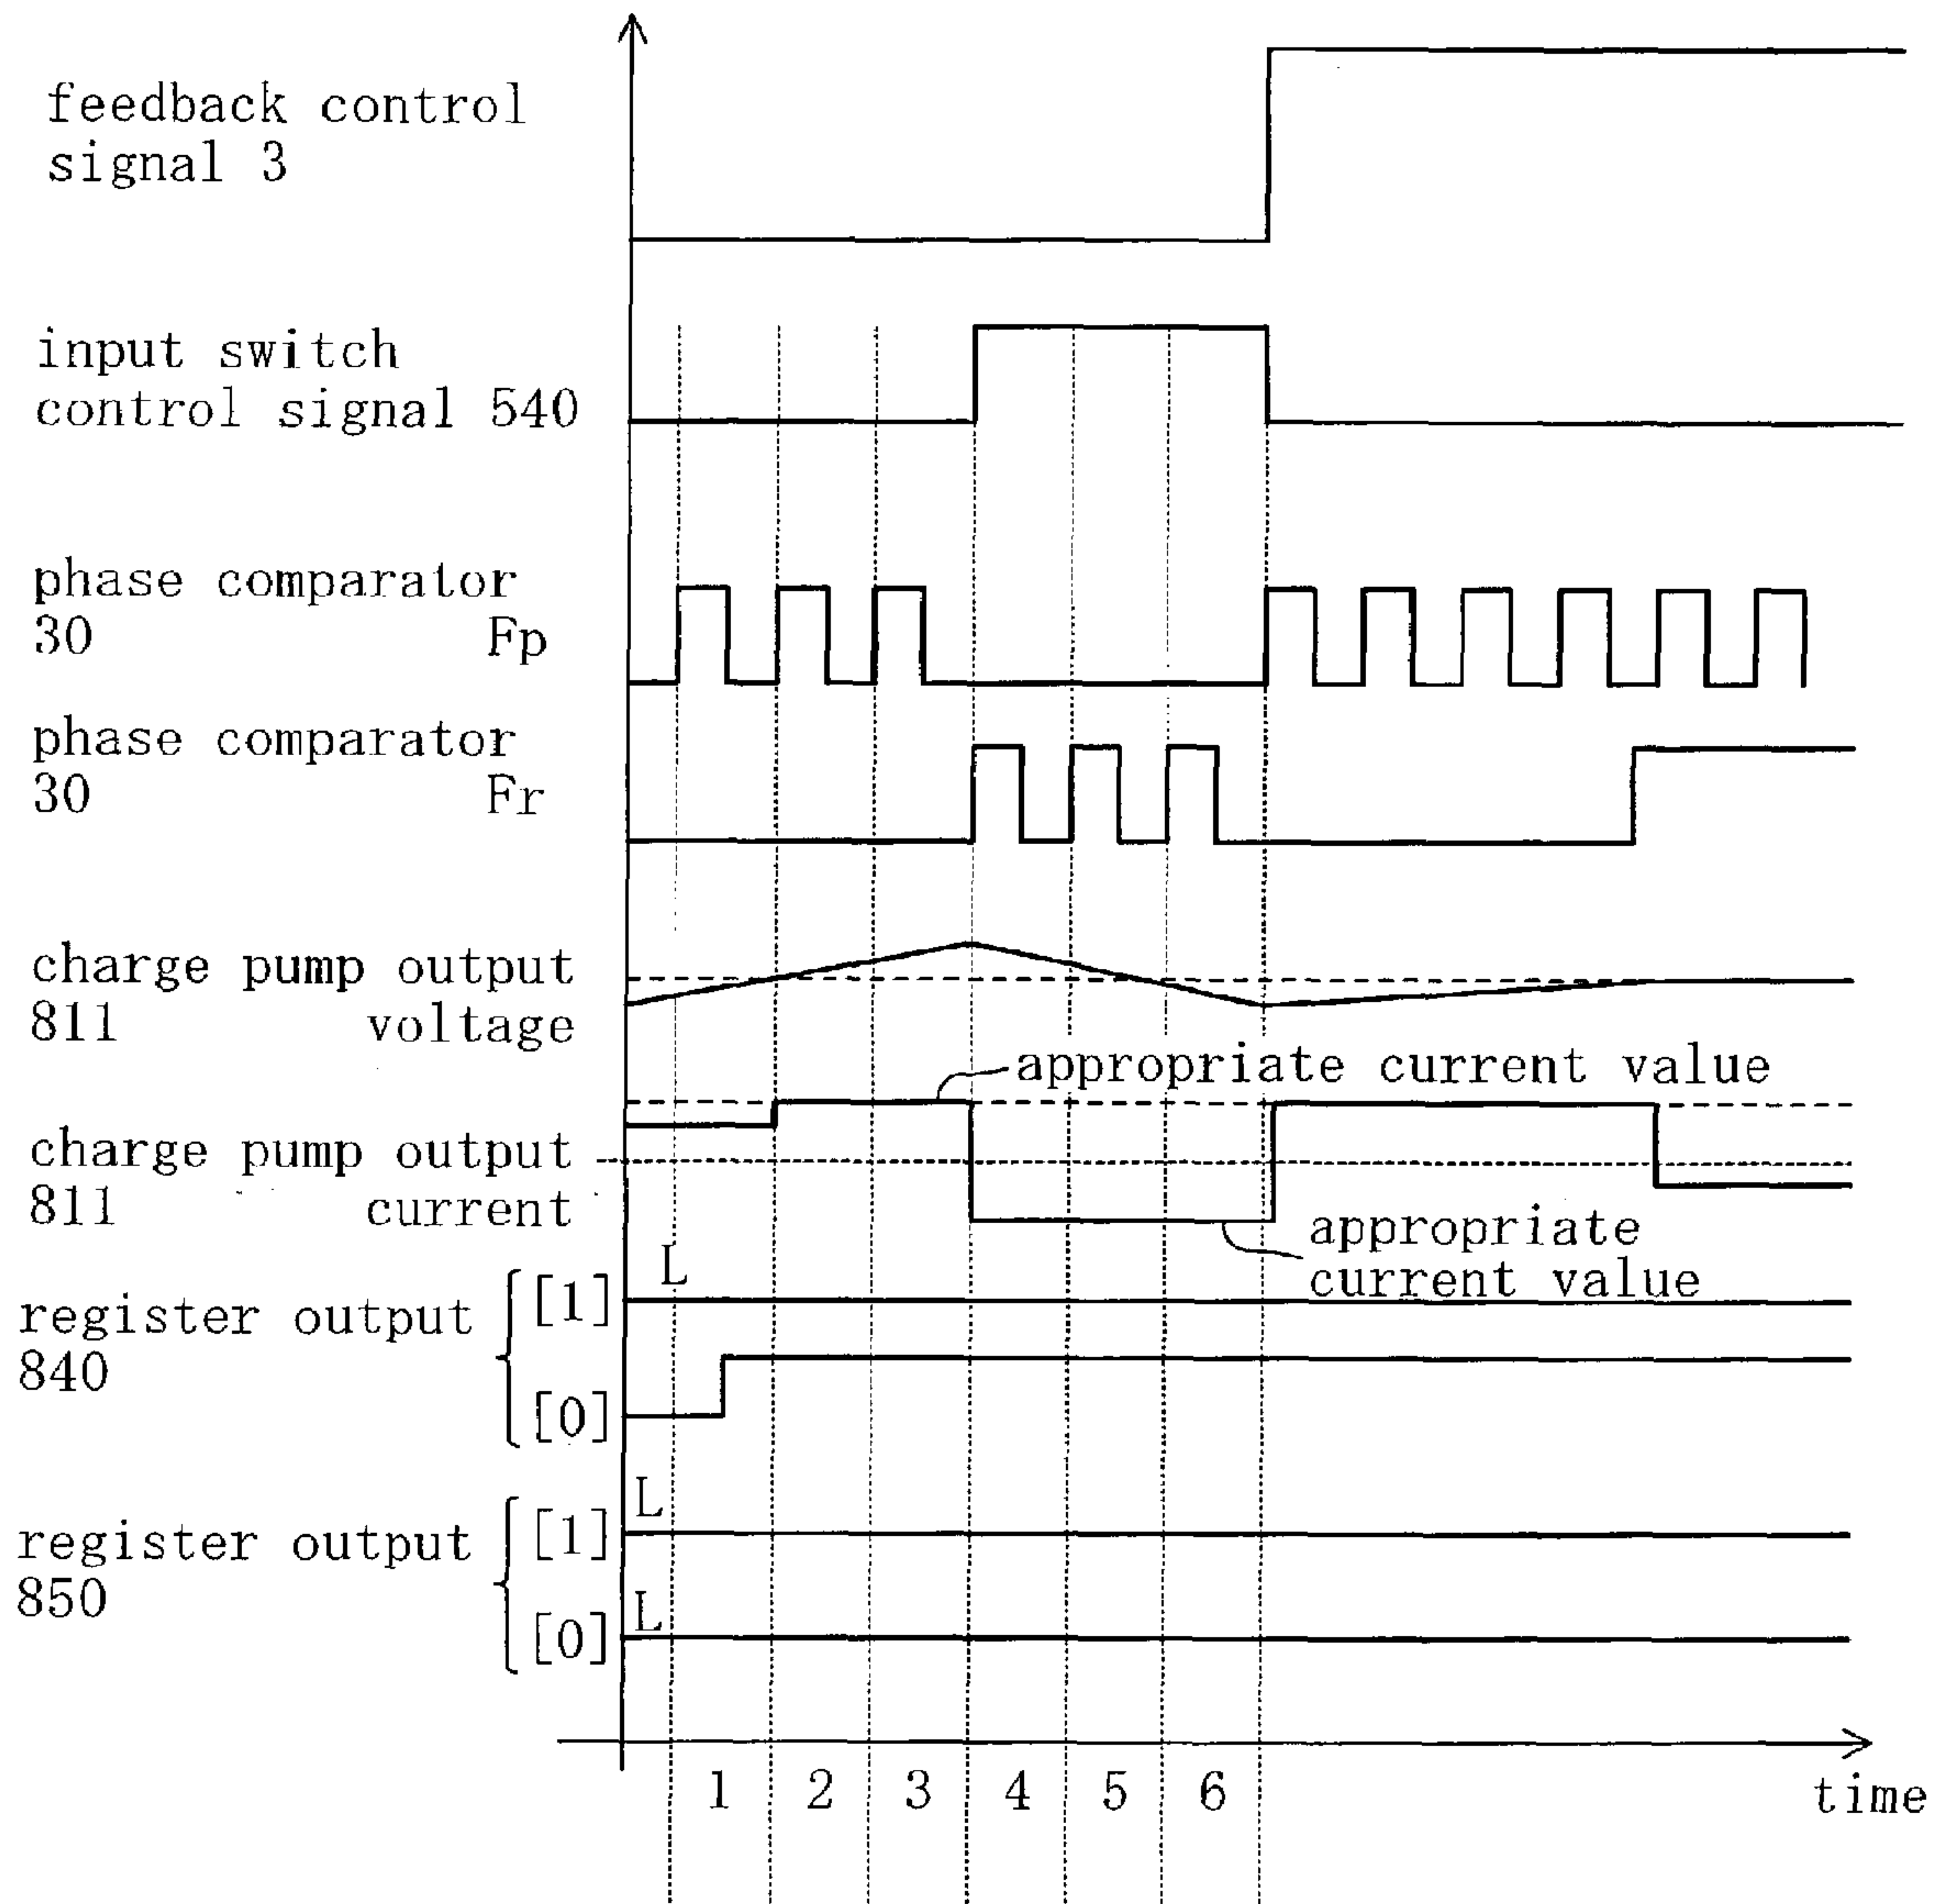 feedback control
signal 3
input switch
control signal 540
phase comparator
30 Fp
phase comparator
30 Fr
charge pump output
811 voltage
appropriate current value
charge pump output
811 current
appropriate
current value
L
register output
840
[1]
[0]
L
register output
850
[1]
L
[0]
1 2 3 4 5 6
time